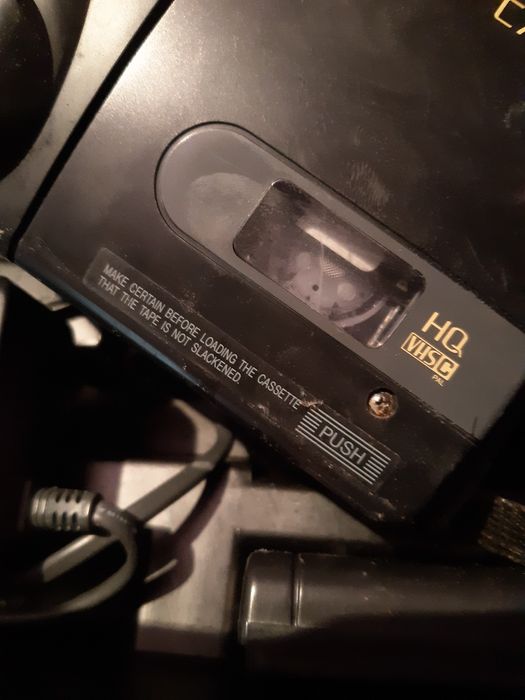 MAKE CERTAIN BEFORE LOADING THE CASSETTE
THAT THE TAPE IS NOT SLACKENED.
HQ
VHS C
PAL
PUSH